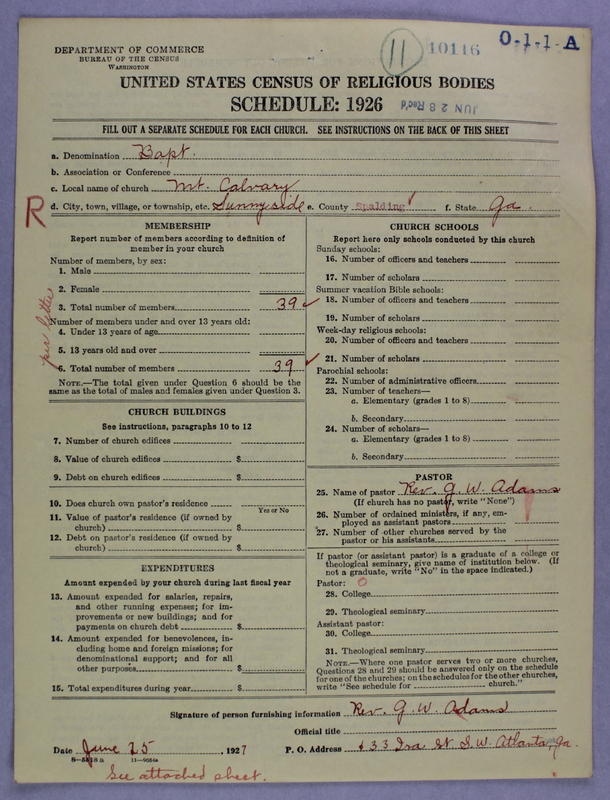 DEPARTMENT OF COMMERCE
BUREAU OF THE CENSUS
WASHINGTON
11
10116
O-1-1-A
UNITED STATES CENSUS OF RELIGIOUS BODIES
SCHEDULE: 1926
JUN 28 Rec'd
FILL OUT A SEPARATE SCHEDULE FOR EACH CHURCH. SEE INSTRUCTIONS ON THE BACK OF THIS SHEET
a. Denomination Bapt.
b. Association or Conference
c. Local name of church Mt. Calvary
d. City, town, village, or township, etc. Sunny side e. County Spalding f. State Ga.
R
MEMBERSHIP
Report number of members according to definition of
member in your church
Number of members, by sex:
1. Male
2. Female
3. Total number of members 39
Number of members under and over 13 years old:
4. Under 13 years of age
5. 13 years old and over
6. Total number of members 39
per letter
NOTE.—The total given under Question 6 should be the
same as the total of males and females given under Question 3.
CHURCH BUILDINGS
See instructions, paragraphs 10 to 12
7. Number of church edifices
8. Value of church edifices $
9. Debt on church edifices $
10. Does church own pastor's residence
Yes or No
11. Value of pastor's residence (if owned by
church) $
12. Debt on pastor's residence (if owned by
church) $
EXPENDITURES
Amount expended by your church during last fiscal year
13. Amount expended for salaries, repairs,
and other running expenses; for im-
provements or new buildings; and for
payments on church debt $
14. Amount expended for benevolences, in-
cluding home and foreign missions; for
denominational support; and for all
other purposes $
15. Total expenditures during year $
CHURCH SCHOOLS
Report here only schools conducted by this church
Sunday schools:
16. Number of officers and teachers
17. Number of scholars
Summer vacation Bible schools:
18. Number of officers and teachers
19. Number of scholars
Week-day religious schools:
20. Number of officers and teachers
21. Number of scholars
Parochial schools:
22. Number of administrative officers
23. Number of teachers—
a. Elementary (grades 1 to 8)
b. Secondary
24. Number of scholars—
a. Elementary (grades 1 to 8)
b. Secondary
PASTOR
25. Name of pastor Rev. G. W. Adams
(If church has no pastor, write "None")
26. Number of ordained ministers, if any, em-
ployed as assistant pastors
27. Number of other churches served by the
pastor or his assistants
If pastor (or assistant pastor) is a graduate of a college or
theological seminary, give name of institution below. (If
not a graduate, write "No" in the space indicated.)
Pastor: O
28. College
29. Theological seminary
Assistant pastor:
30. College
31. Theological seminary
NOTE.—Where one pastor serves two or more churches,
Questions 28 and 29 should be answered only on the schedule
for one of the churches; on the schedules for the other churches,
write "See schedule for church."
Signature of person furnishing information Rev. G. W. Adams
Official title
Date June 25, 1927 P. O. Address 433 Ira St S.W. Atlanta, Ga.
11—9054a
See attached sheet.